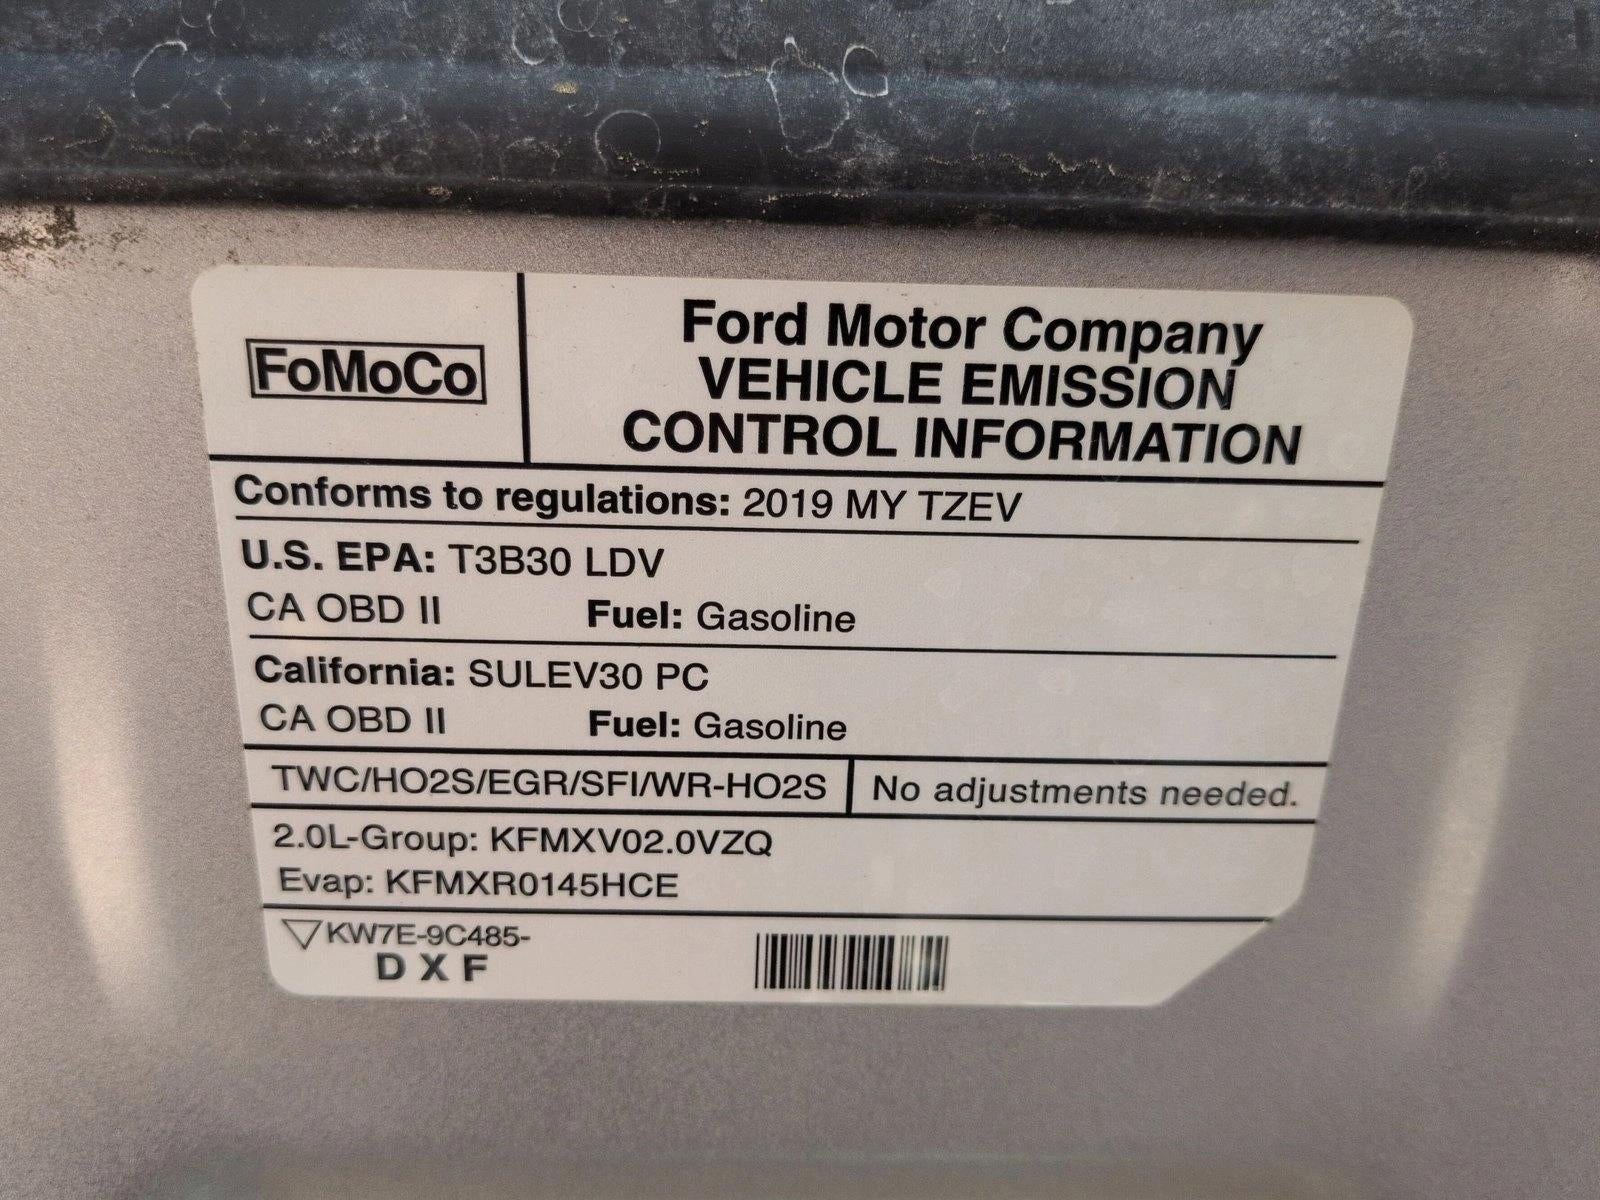 FoMoCo
Ford Motor Company
VEHICLE EMISSION
CONTROL INFORMATION
Conforms to regulations: 2019 MY TZEV
U.S. EPA: T3B30 LDV
CA OBD II Fuel: Gasoline
California: SULEV30 PC
CA OBD II Fuel: Gasoline
TWC/HO2S/EGR/SFI/WR-HO2S No adjustments needed.
2.0L-Group: KFMXV02.0VZQ
Evap: KFMXR0145HCE
▽KW7E-9C485-
D X F